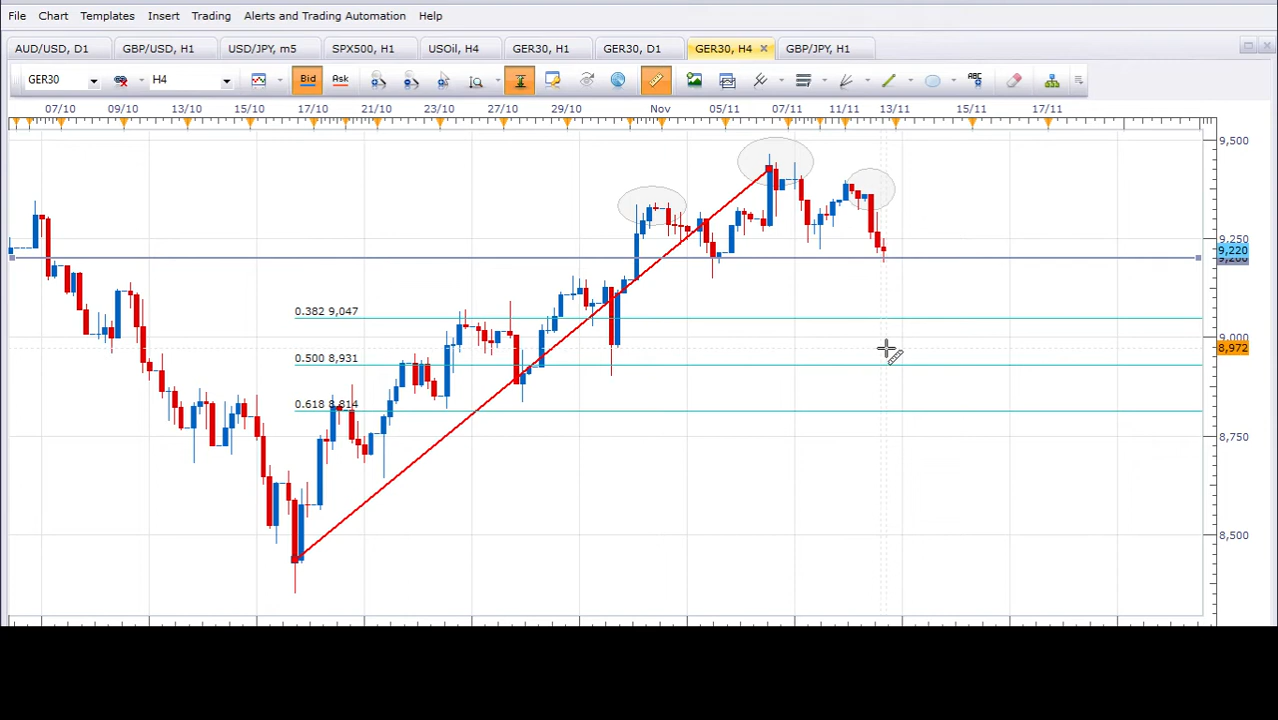 File Chart Templates Insert Trading Alerts and Trading Automation Help
AUD/USD, D1 GBP/USD, H1 USD/JPY, m5 SPX500, H1 USOil, H4 GER30, H1 GER30, D1 GER30, H4 GBP/JPY, H1
GER30 H4 Bid Ask ABC
07/10 09/10 13/10 15/10 17/10 21/10 23/10 27/10 29/10 Nov 05/11 07/11 11/11 13/11 15/11 17/11
9,500
9,250
9,220
9,200
0.382 9,047
9,000
8,972
0.500 8,931
0.618 8,814
8,750
8,500